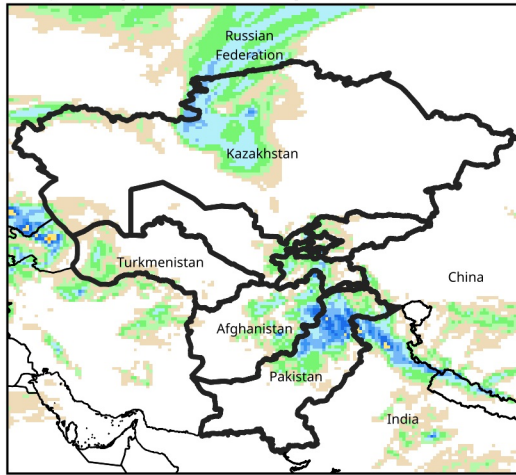 Russian
Federation
Kazakhstan
Turkmenistan
China
Afghanistan
Pakistan
India